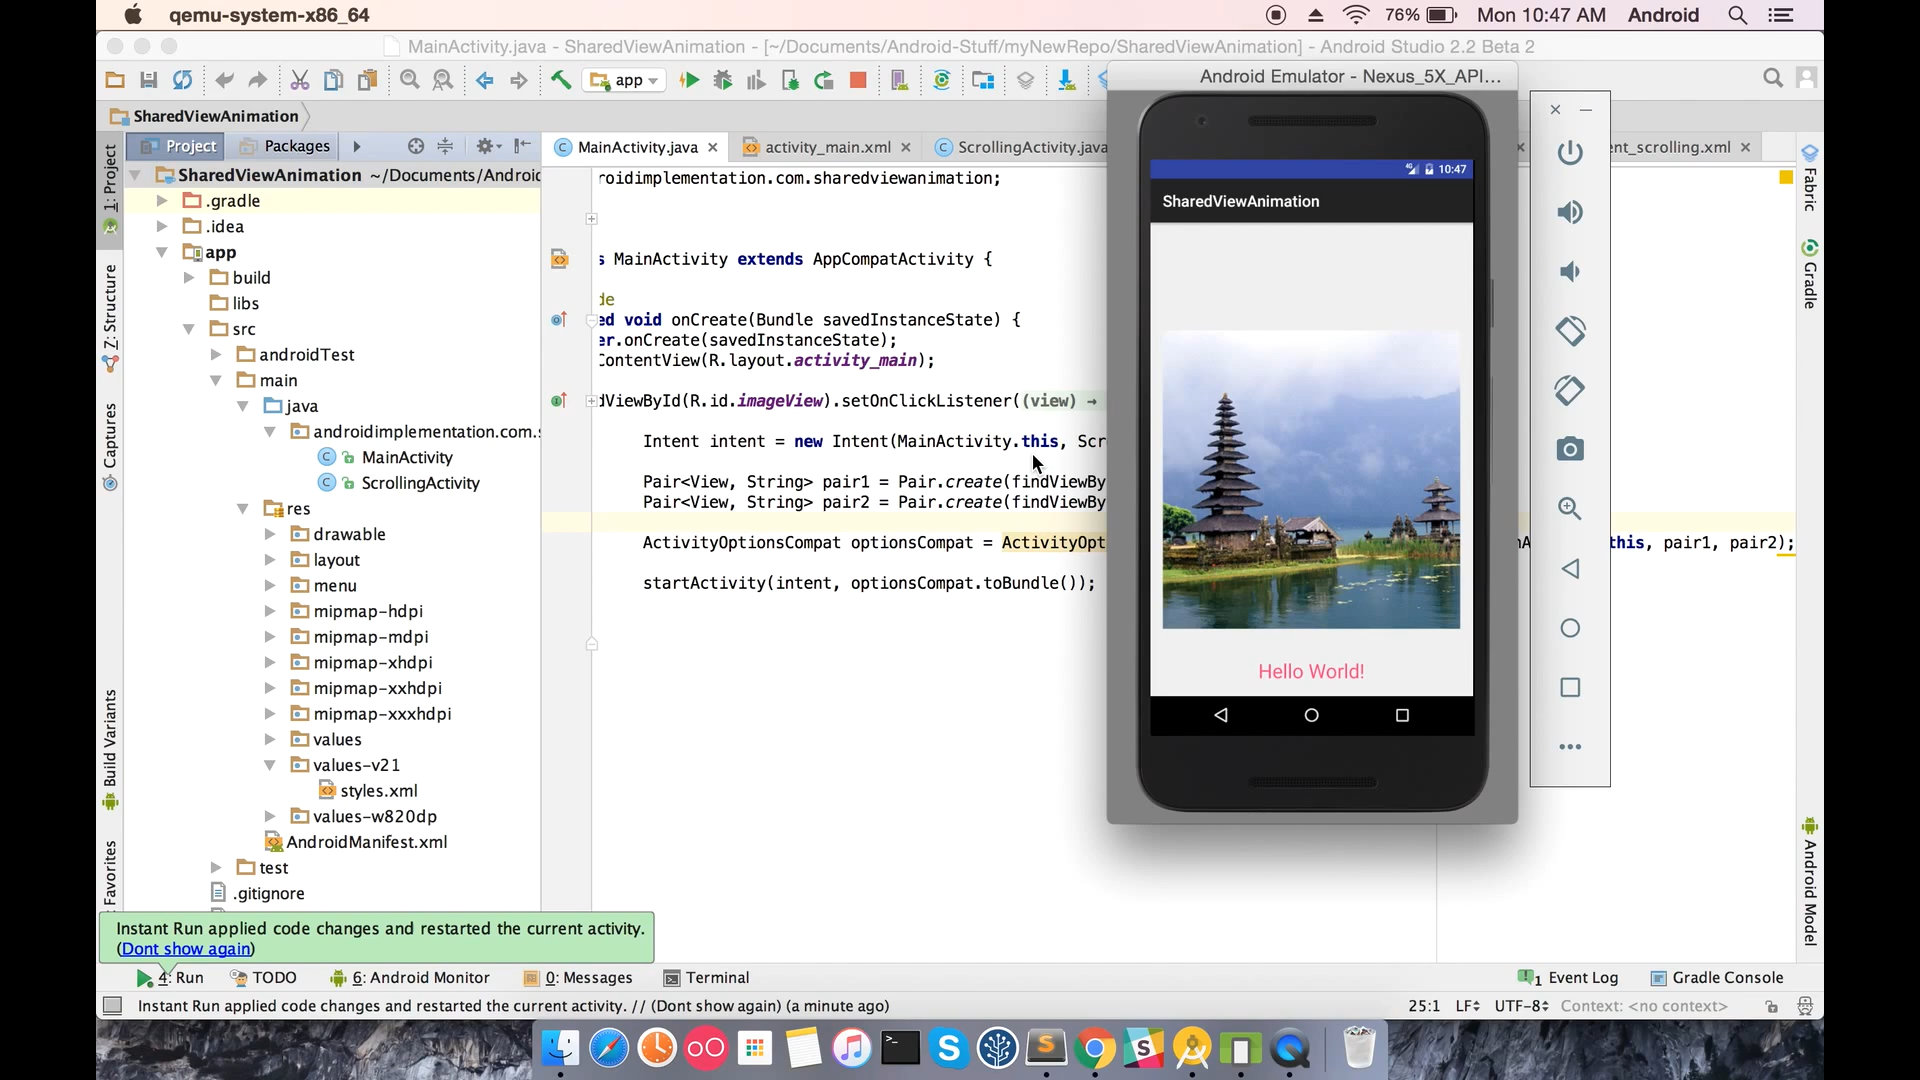 qemu-system-x86_64
76%
Mon 10:47 AM
Android
MainActivity.java - SharedViewAnimation - [~/Documents/Android-Stuff/myNewRepo/SharedViewAnimation] - Android Studio 2.2 Beta 2
app
Android Emulator - Nexus_5X_API...
SharedViewAnimation
Project
Packages
MainActivity.java
activity_main.xml
ScrollingActivity.java
ent_scrolling.xml
1: Project
Z: Structure
Captures
Build Variants
Favorites
SharedViewAnimation ~/Documents/Android
.gradle
.idea
app
build
libs
src
androidTest
main
java
androidimplementation.com.s
MainActivity
ScrollingActivity
res
drawable
layout
menu
mipmap-hdpi
mipmap-mdpi
mipmap-xhdpi
mipmap-xxhdpi
mipmap-xxxhdpi
values
values-v21
styles.xml
values-w820dp
AndroidManifest.xml
test
.gitignore
roidimplementation.com.sharedviewanimation;
s MainActivity extends AppCompatActivity {
de
ed void onCreate(Bundle savedInstanceState) {
er.onCreate(savedInstanceState);
ContentView(R.layout.activity_main);
dViewById(R.id.imageView).setOnClickListener((view) →
Intent intent = new Intent(MainActivity.this, Scr
Pair<View, String> pair1 = Pair.create(findViewBy
Pair<View, String> pair2 = Pair.create(findViewBy
ActivityOptionsCompat optionsCompat = ActivityOpt
this, pair1, pair2);
startActivity(intent, optionsCompat.toBundle());
10:47
SharedViewAnimation
Hello World!
Fabric
Gradle
Android Model
Instant Run applied code changes and restarted the current activity.
(Dont show again)
4: Run
TODO
6: Android Monitor
0: Messages
Terminal
1 Event Log
Gradle Console
Instant Run applied code changes and restarted the current activity. // (Dont show again) (a minute ago)
25:1
LF
UTF-8
Context: <no context>